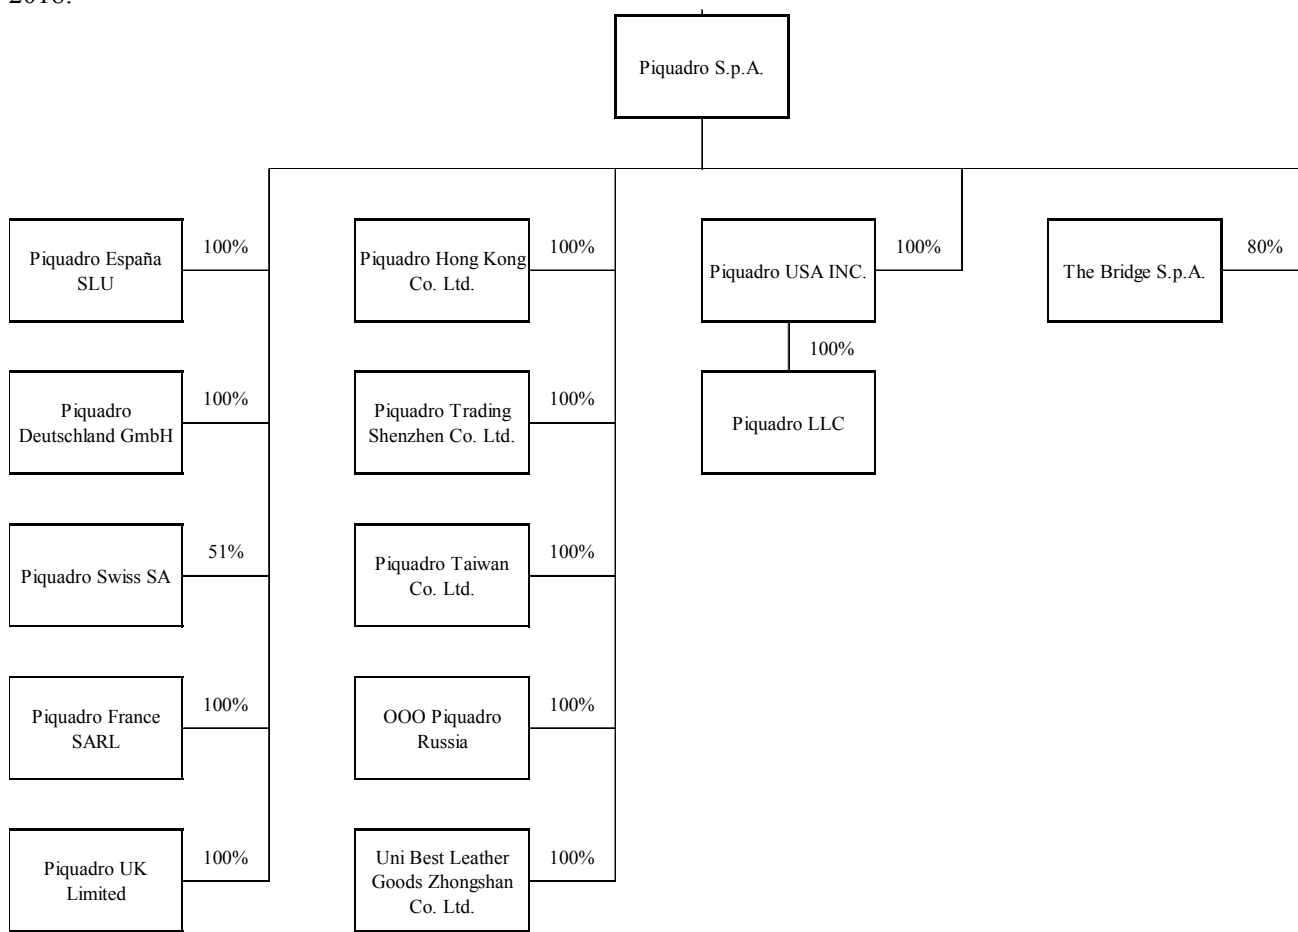 Piquadro S.p.A.
Piquadro España
SLU
100%
Piquadro Hong Kong
Co. Ltd.
100%
Piquadro USA INC.
100%
The Bridge S.p.A.
80%
100%
Piquadro
Deutschland GmbH
100%
Piquadro Trading
Shenzhen Co. Ltd.
100%
Piquadro LLC
Piquadro Swiss SA
51%
Piquadro Taiwan
Co. Ltd.
100%
Piquadro France
SARL
100%
OOO Piquadro
Russia
100%
Piquadro UK
Limited
100%
Uni Best Leather
Goods Zhongshan
Co. Ltd.
100%